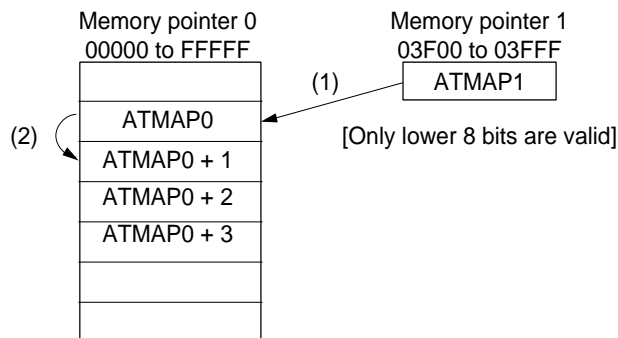 Memory pointer 0
00000 to FFFFF
Memory pointer 1
03F00 to 03FFF
(1)
ATMAP1
ATMAP0
[Only lower 8 bits are valid]
(2)
ATMAP0 + 1
ATMAP0 + 2
ATMAP0 + 3